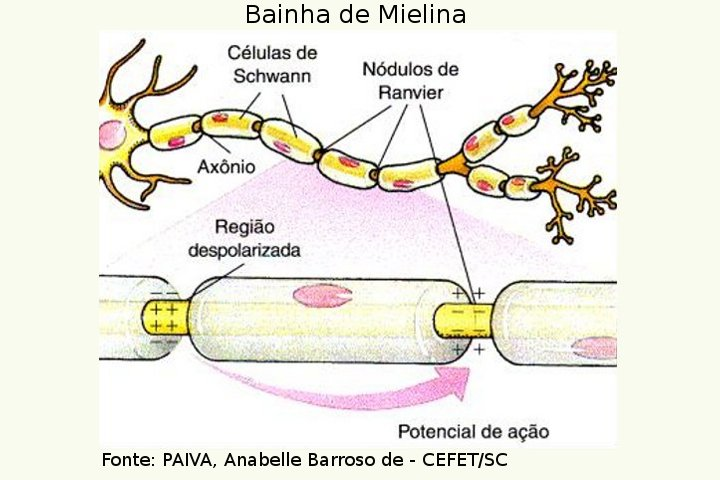 Bainha de Mielina
Células de
Schwann
Nódulos de
Ranvier
Axônio
Região
despolarizada
− −
+ +
+ +
− −
+ +
− −
− −
+ +
Potencial de ação
Fonte: PAIVA, Anabelle Barroso de - CEFET/SC